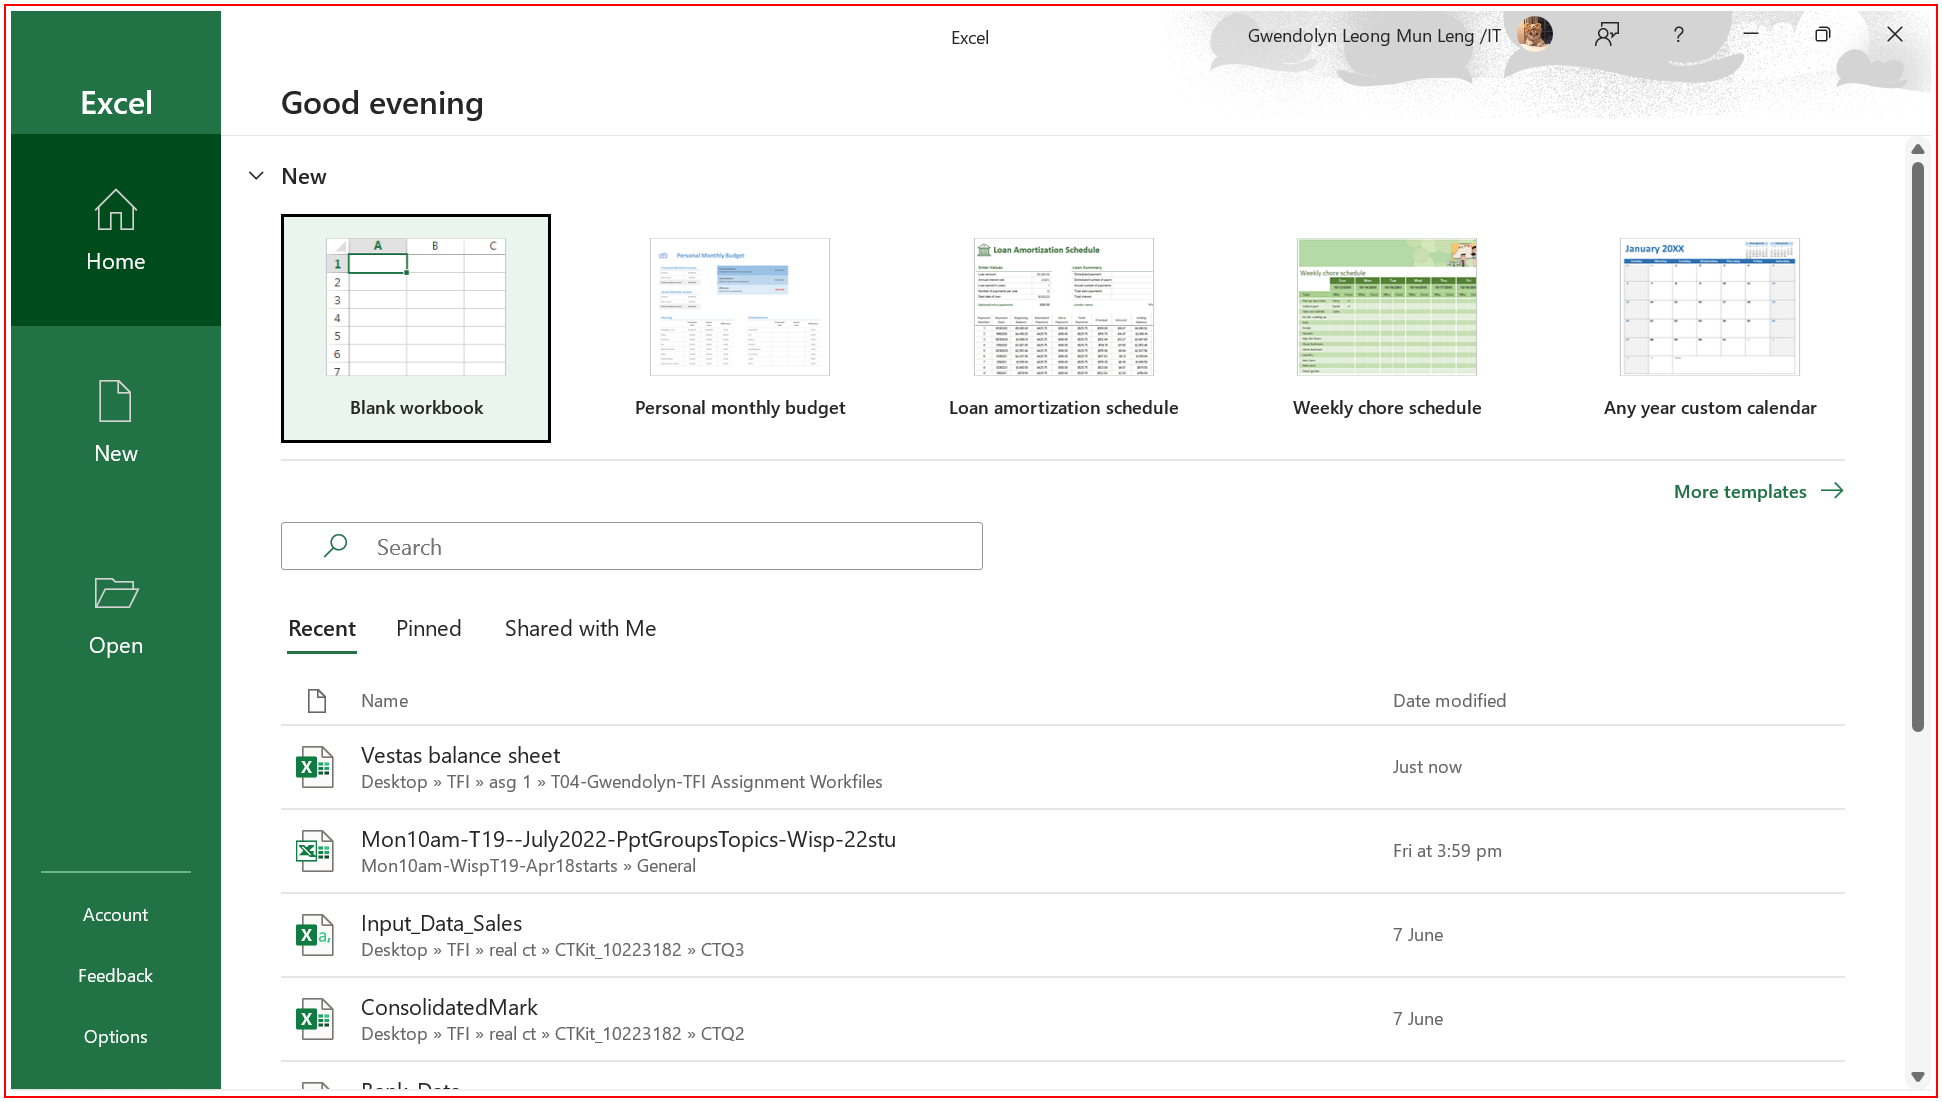 Excel
Gwendolyn Leong Mun Leng /IT
?
Excel
Good evening
Home
New
Open
Account
Feedback
Options
New
A B C
1
2
3
4
5
6
7
Blank workbook
Personal Monthly Budget
Personal monthly budget
Loan Amortization Schedule
Loan amortization schedule
Weekly chore schedule
Weekly chore schedule
January 20XX
Any year custom calendar
More templates
Search
Recent Pinned Shared with Me
Name Date modified
Vestas balance sheet
Desktop » TFI » asg 1 » T04-Gwendolyn-TFI Assignment Workfiles
Just now
Mon10am-T19--July2022-PptGroupsTopics-Wisp-22stu
Mon10am-WispT19-Apr18starts » General
Fri at 3:59 pm
Input_Data_Sales
Desktop » TFI » real ct » CTKit_10223182 » CTQ3
7 June
ConsolidatedMark
Desktop » TFI » real ct » CTKit_10223182 » CTQ2
7 June